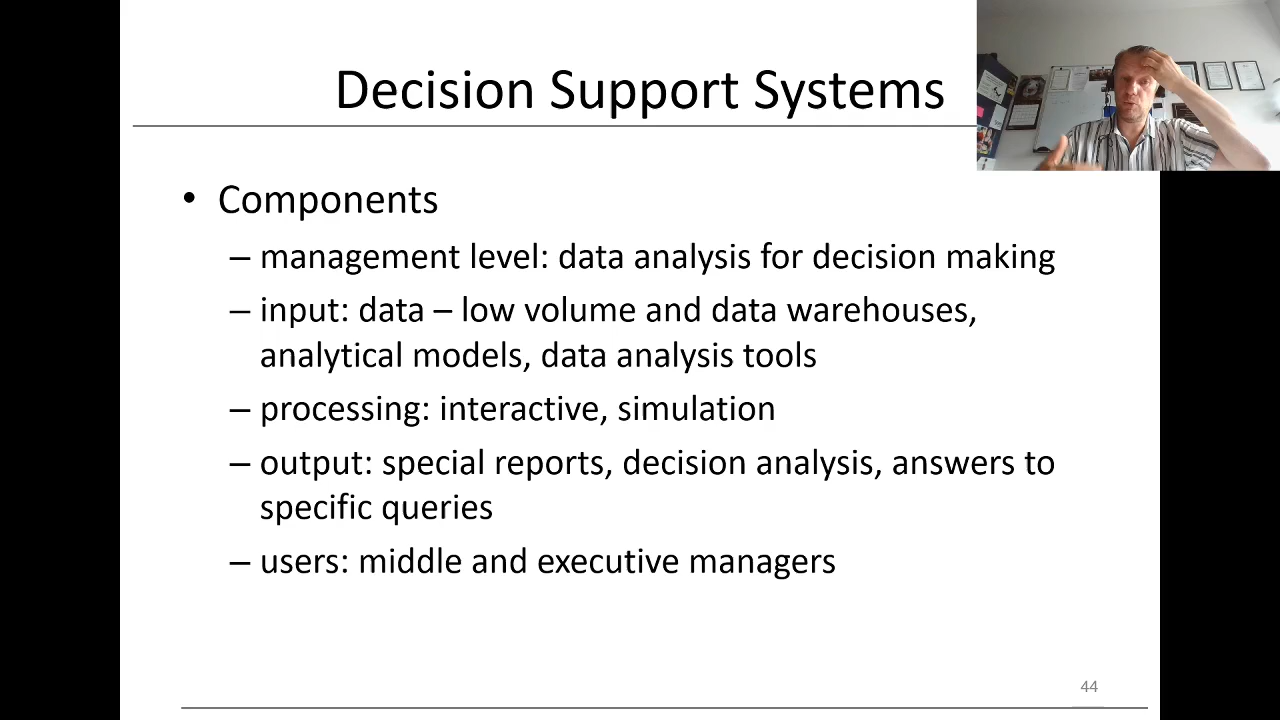 Decision Support Systems
• Components
– management level: data analysis for decision making
– input: data – low volume and data warehouses,
analytical models, data analysis tools
– processing: interactive, simulation
– output: special reports, decision analysis, answers to
specific queries
– users: middle and executive managers
44